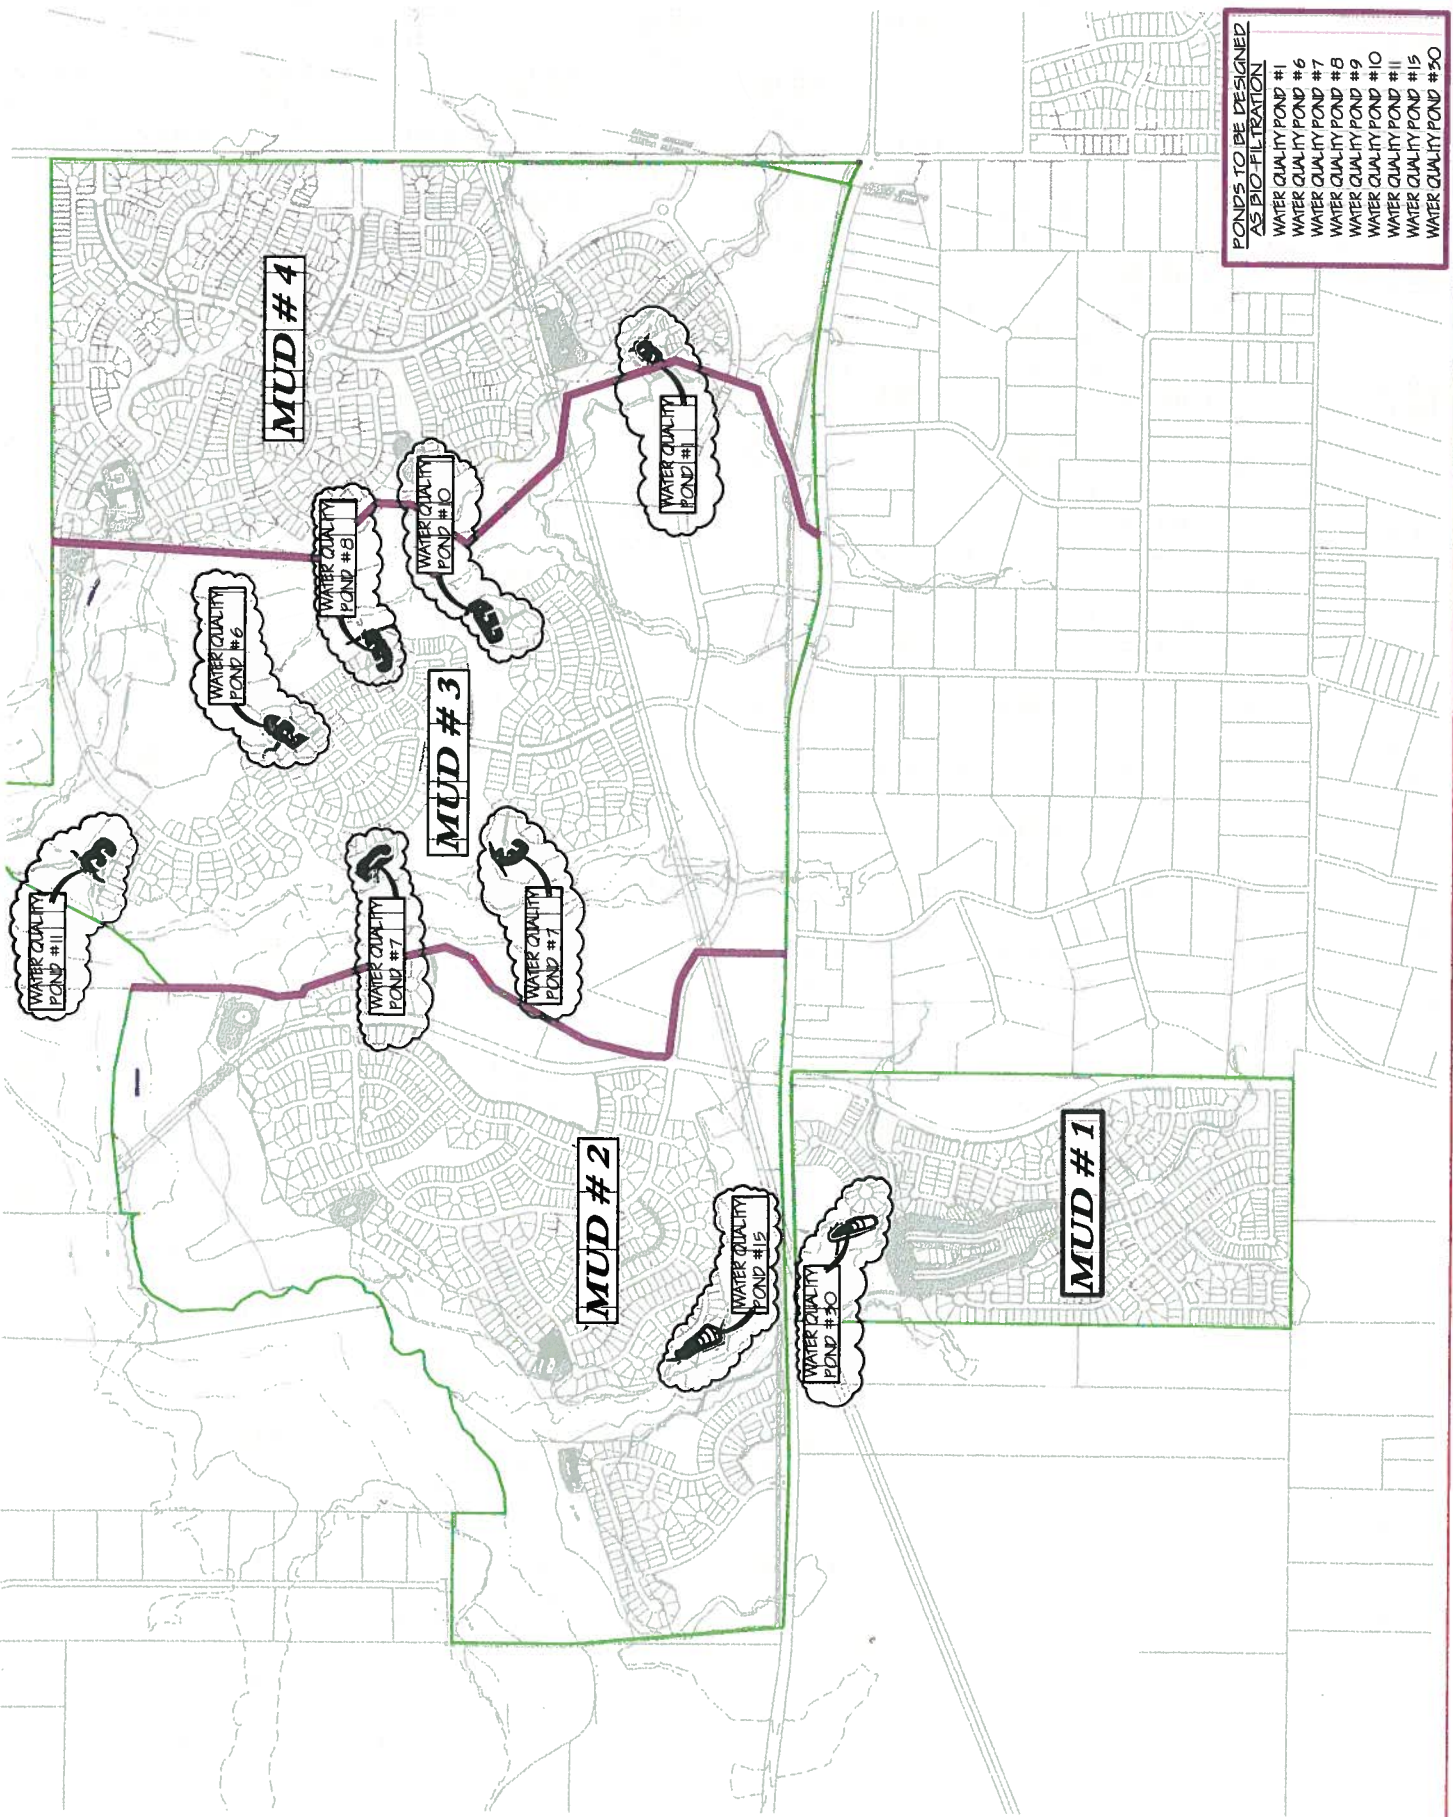 PONDS TO BE DESIGNED
AS BIO-FILTRATION
WATER QUALITY POND #1
WATER QUALITY POND #6
WATER QUALITY POND #7
WATER QUALITY POND #8
WATER QUALITY POND #9
WATER QUALITY POND #10
WATER QUALITY POND #11
WATER QUALITY POND #15
WATER QUALITY POND #30
MUD # 4
WATER QUALITY
POND #1
WATER QUALITY
POND #8
WATER QUALITY
POND #10
WATER QUALITY
POND #6
MUD # 3
WATER QUALITY
POND #11
WATER QUALITY
POND #7
WATER QUALITY
POND #7
MUD # 2
WATER QUALITY
POND #15
WATER QUALITY
POND #30
MUD # 1